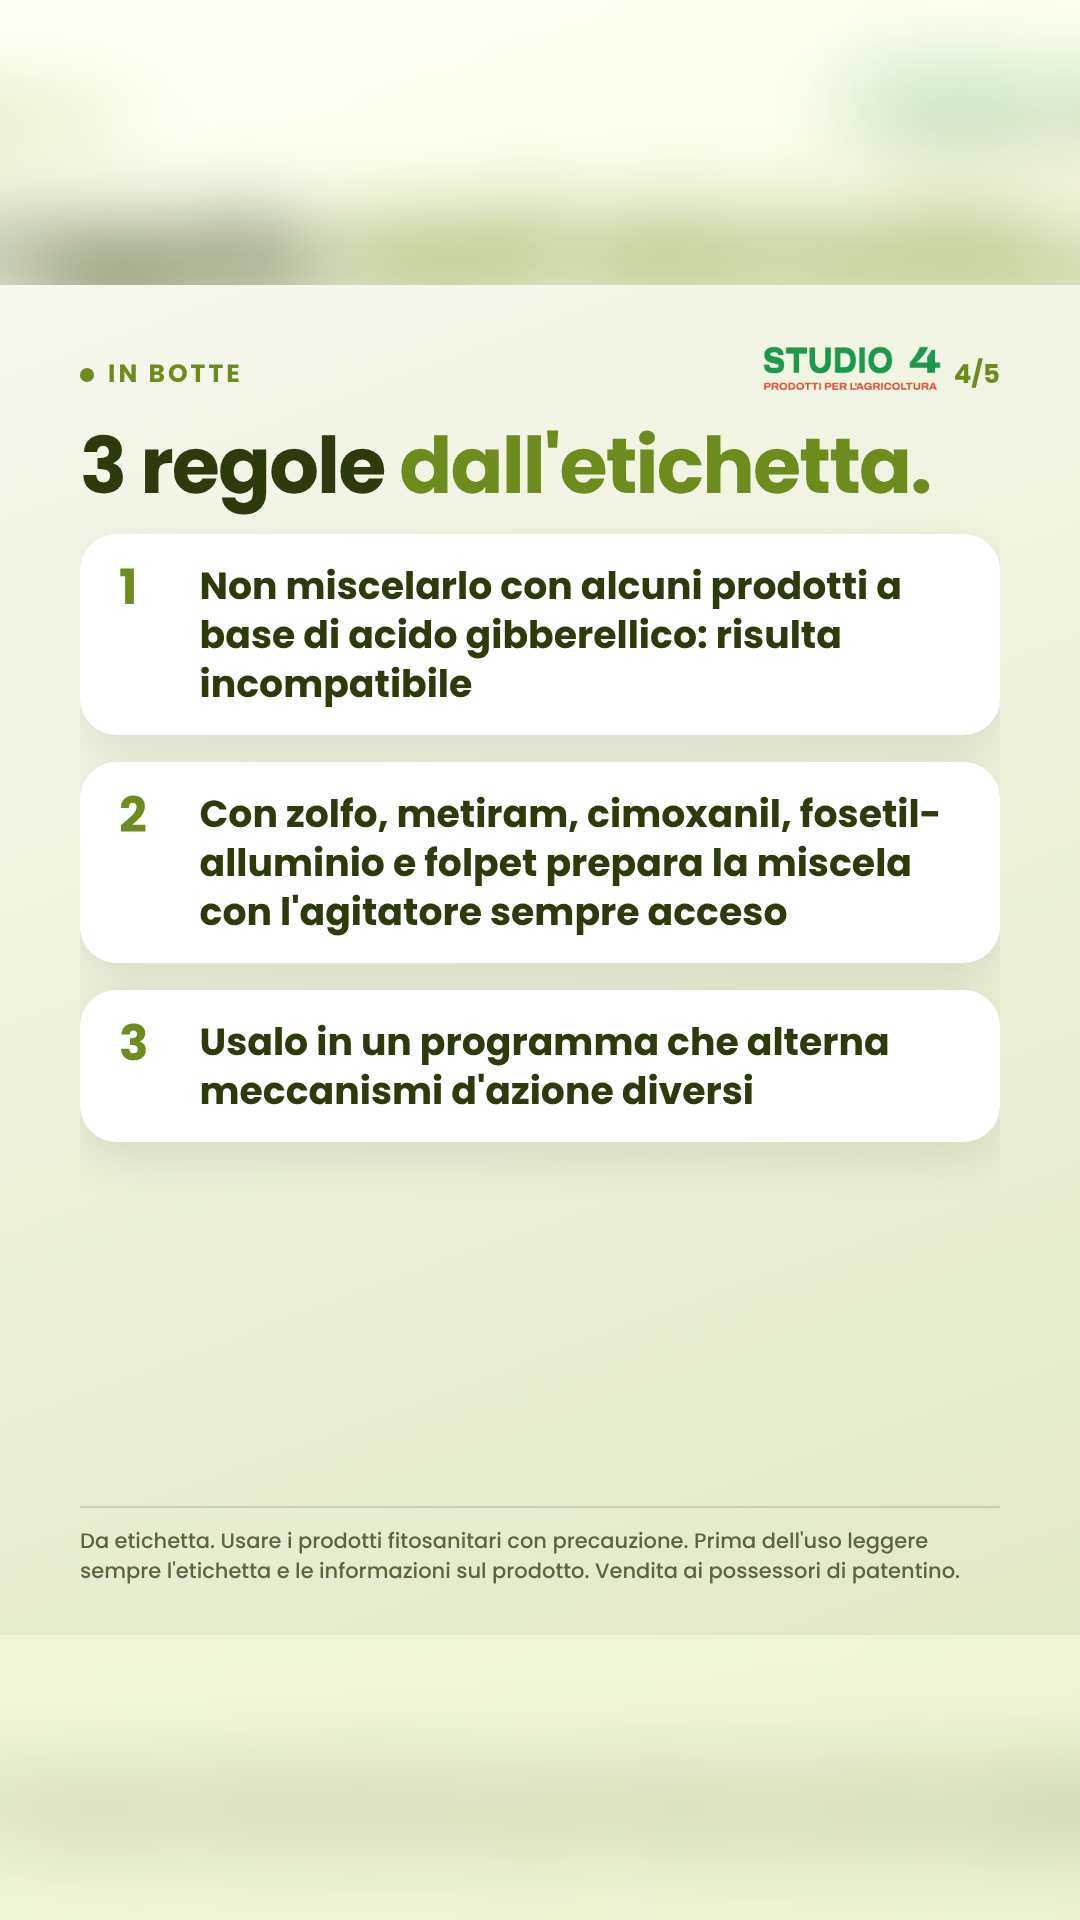 IN BOTTE
STUDIO 4
PRODOTTI PER L'AGRICOLTURA
4/5
3 regole dall'etichetta.
1
Non miscelarlo con alcuni prodotti a
base di acido gibberellico: risulta
incompatibile
2
Con zolfo, metiram, cimoxanil, fosetil-
alluminio e folpet prepara la miscela
con l'agitatore sempre acceso
3
Usalo in un programma che alterna
meccanismi d'azione diversi
Da etichetta. Usare i prodotti fitosanitari con precauzione. Prima dell'uso leggere
sempre l'etichetta e le informazioni sul prodotto. Vendita ai possessori di patentino.